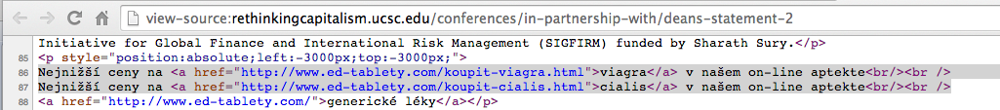 view-source:rethinkingcapitalism.ucsc.edu/conferences/in-partnership-with/deans-statement-2
Initiative for Global Finance and International Risk Management (SIGFIRM) funded by Sharath Sury.</p>
85 <p style="position:absolute;left:-3000px;top:-3000px;">
86 Nejnižší ceny na <a href="http://www.ed-tablety.com/koupit-viagra.html">viagra</a> v našem on-line aptekte<br/><br />
87 Nejnižší ceny na <a href="http://www.ed-tablety.com/koupit-cialis.html">cialis</a> v našem on-line aptekte<br/><br />
88 <a href="http://www.ed-tablety.com/">generické léky</a></p>